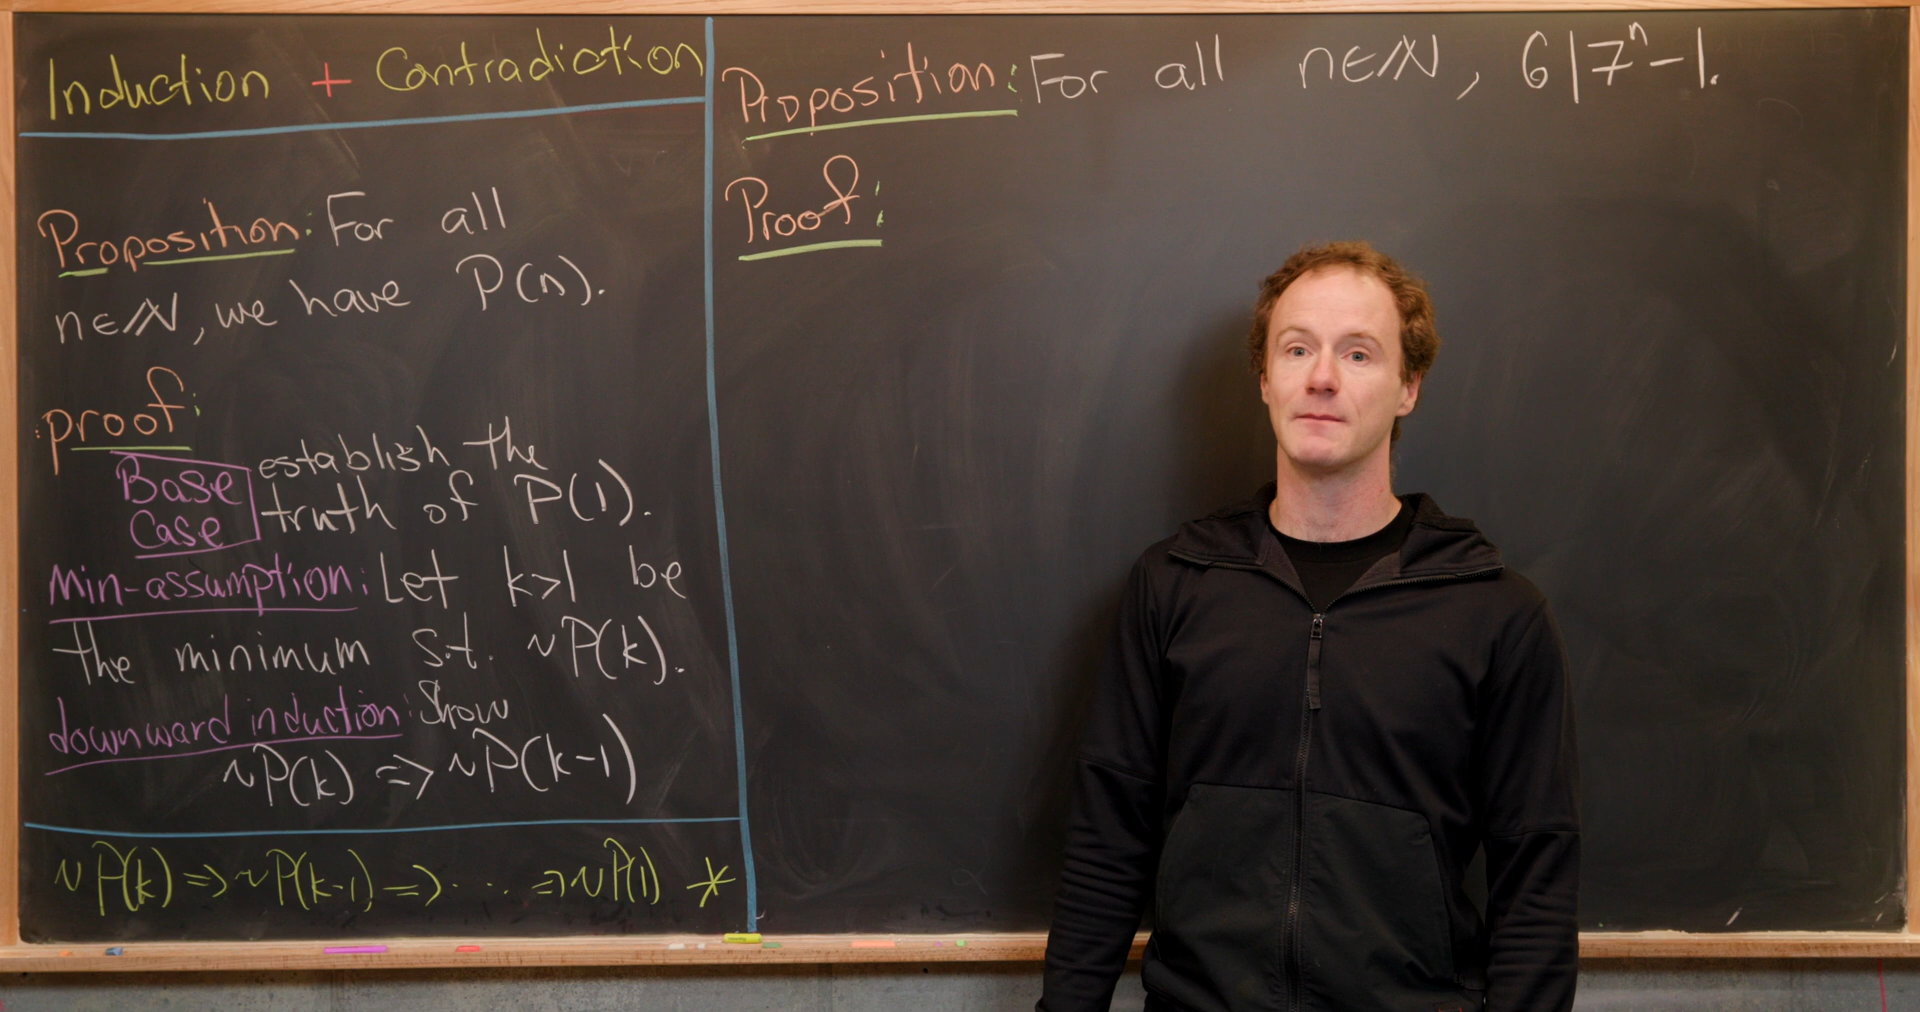 Induction + Contradiction
Proposition: For all
n∈ℕ, we have P(n).
proof:
Base Case establish the
truth of P(1).
Min-assumption: Let k>1 be
the minimum s.t. ~P(k).
downward induction: Show
~P(k) => ~P(k-1)
~P(k) => ~P(k-1) => ... => ~P(1) *
Proposition: For all n∈ℕ, 6|7ⁿ-1.
Proof: